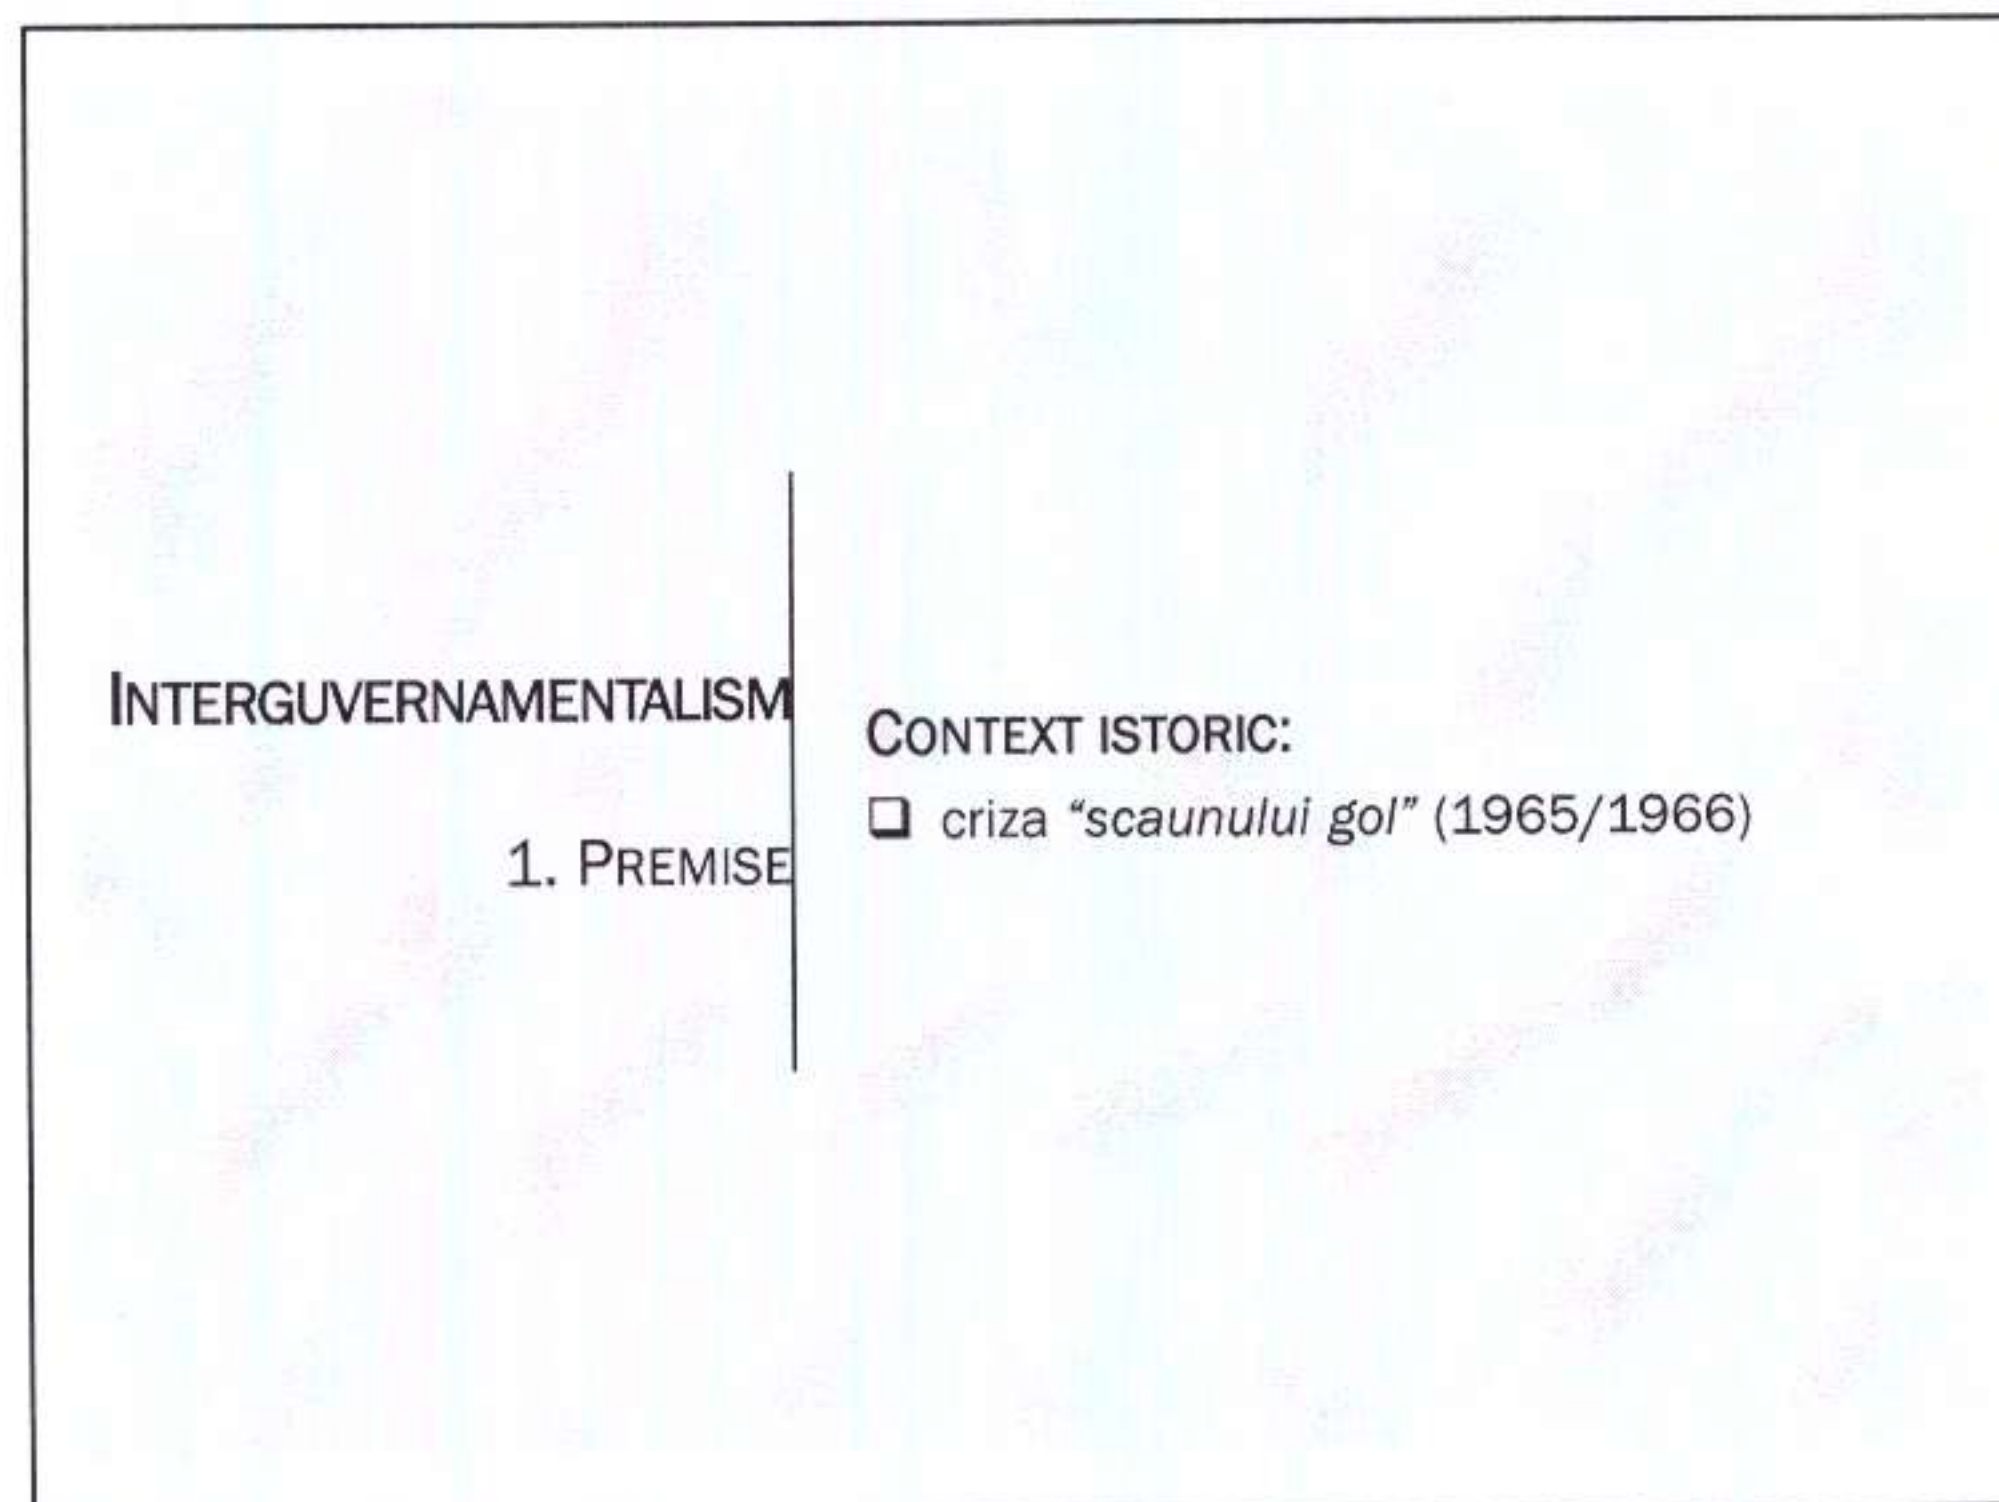 INTERGUVERNAMENTALISM
1. PREMISE
CONTEXT ISTORIC:
❑ criza “scaunului gol” (1965/1966)